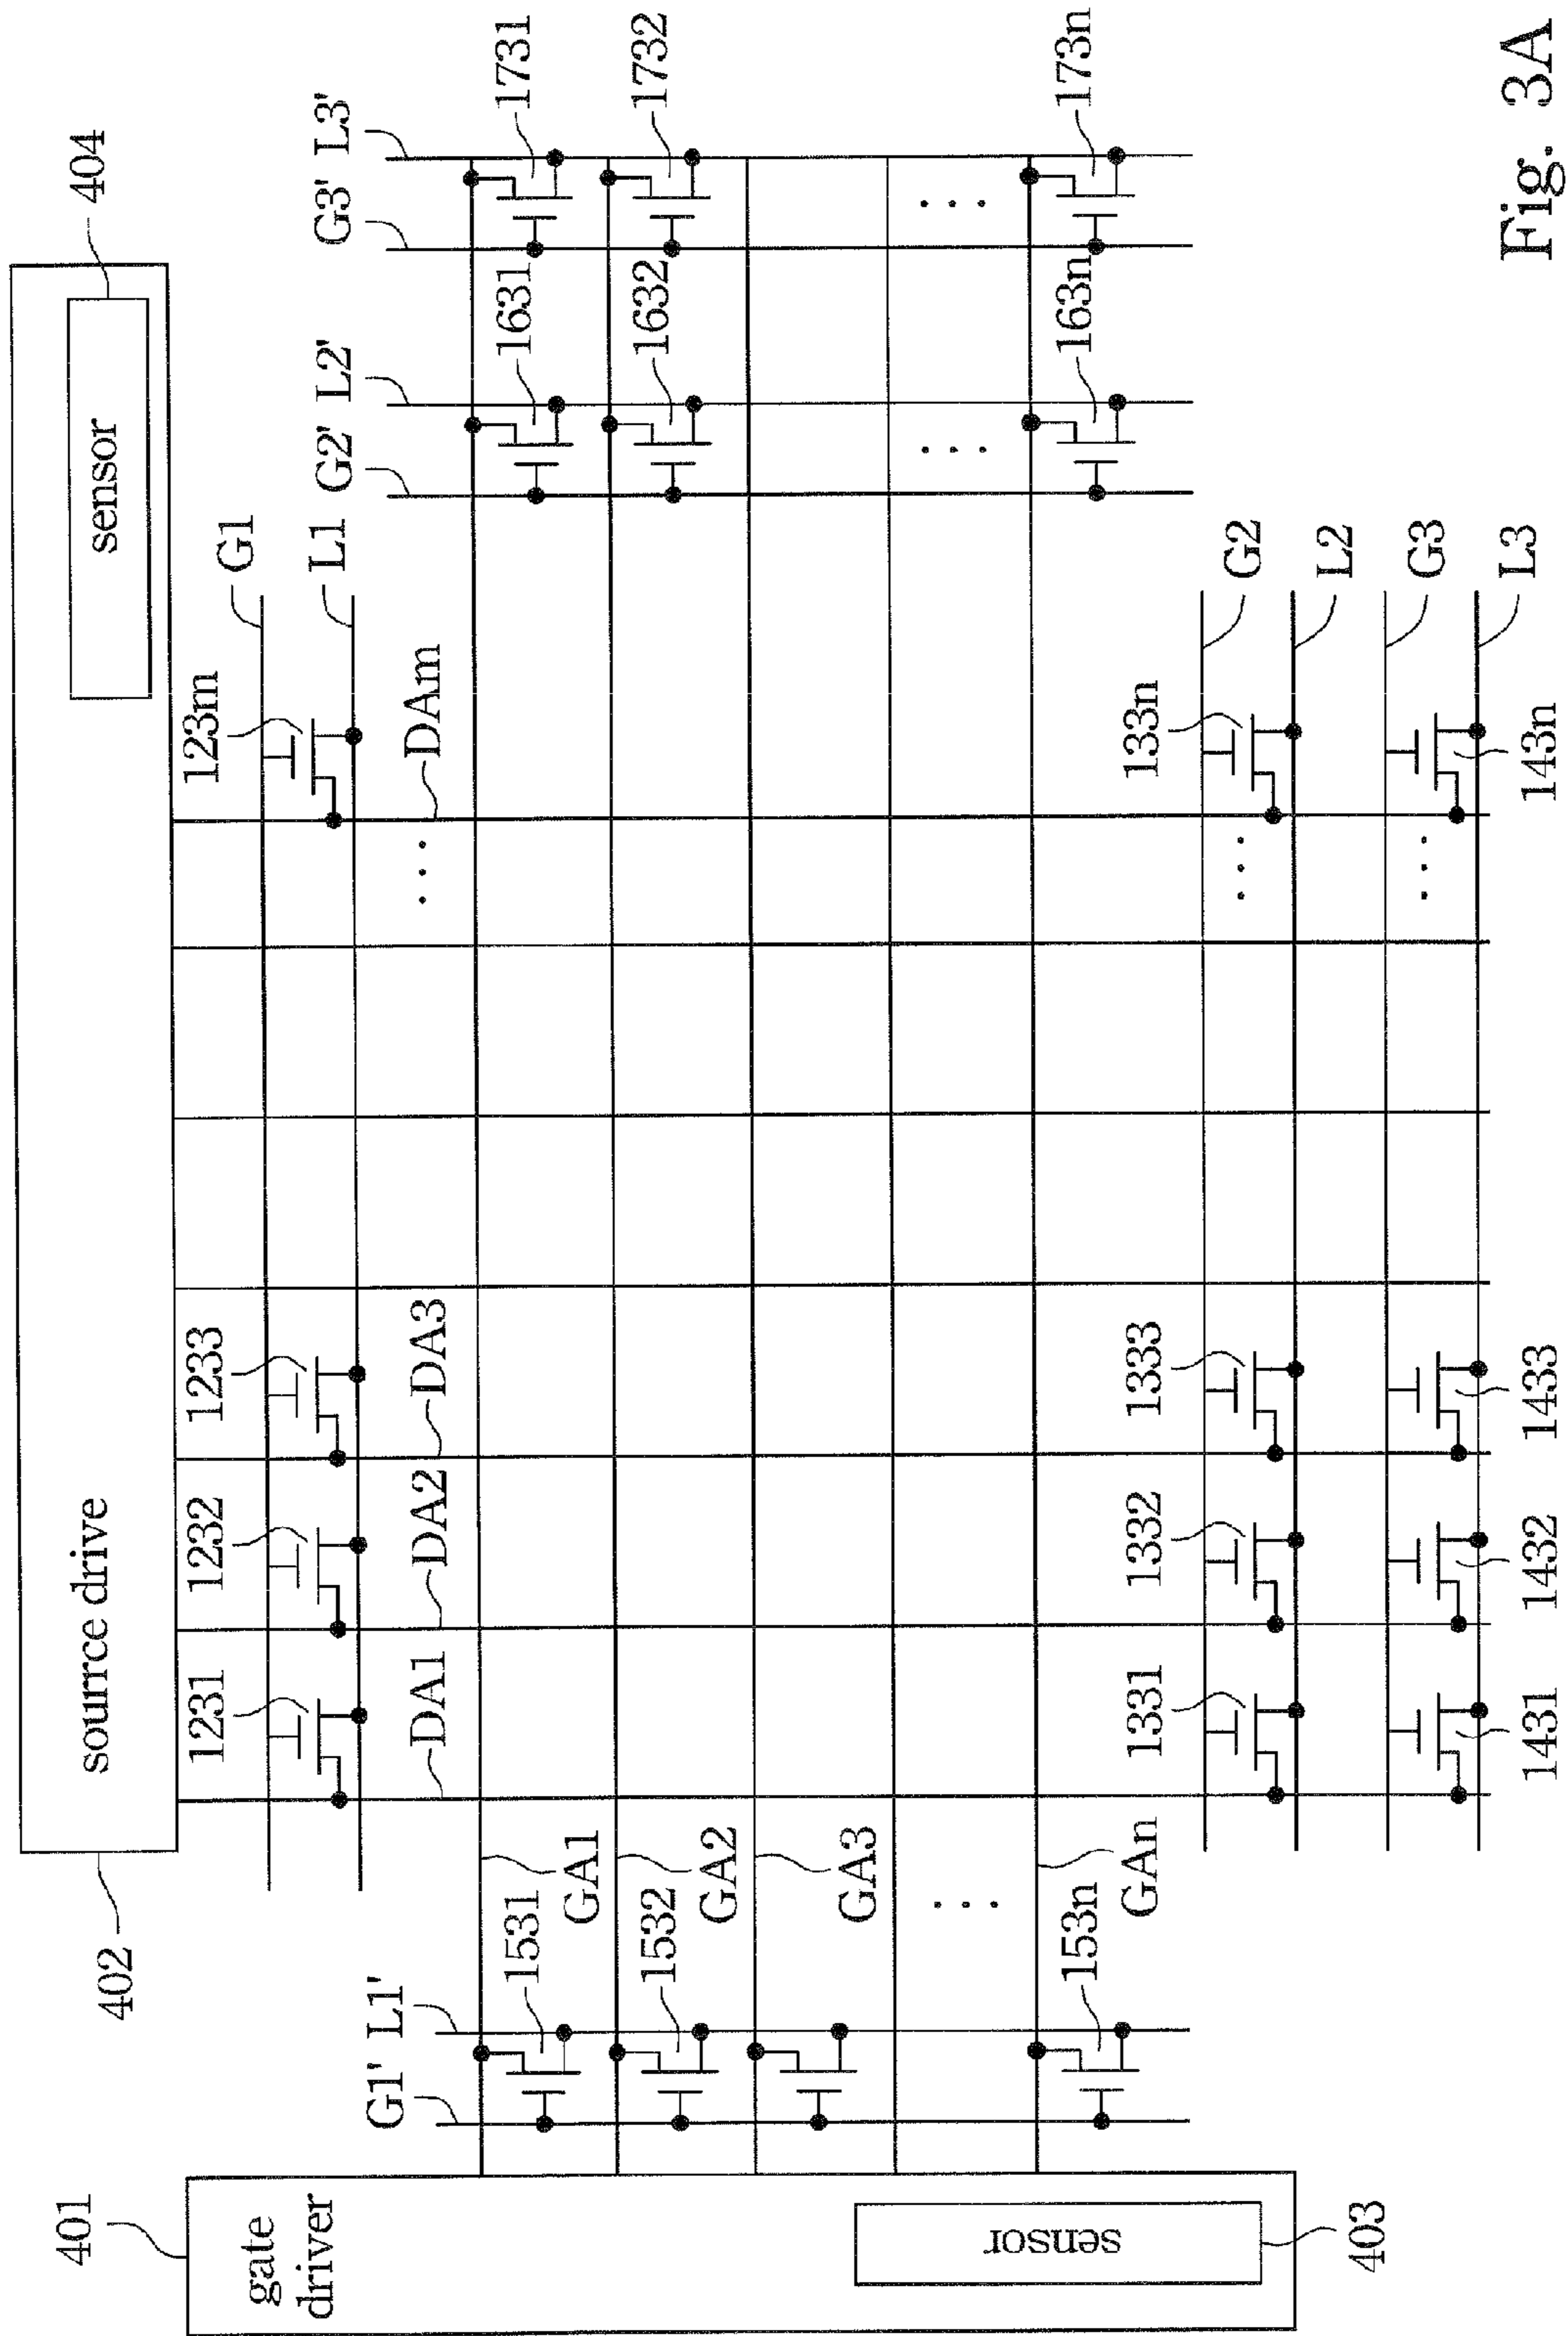 402
source drive
sensor
404
401
gate
driver
sensor
403
1231
1232
1233
123m
G1
L1
DA1
DA2
DA3
...
DAm
G1'
L1'
G2'
L2'
G3'
L3'
1531
1631
1731
GA1
1532
1632
1732
GA2
GA3
...
...
...
153n
163n
173n
GAn
1331
1332
1333
...
133n
G2
L2
...
G3
L3
1431
1432
1433
143n
Fig. 3A